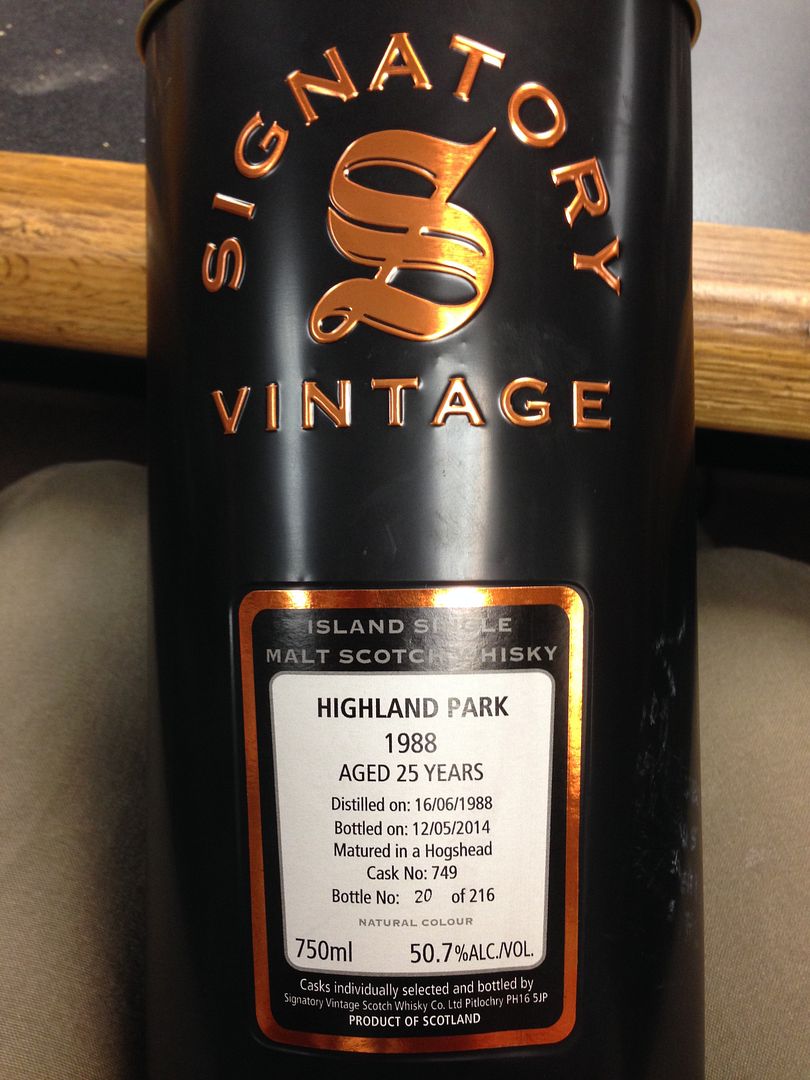 SIGNATORY
S
VINTAGE
ISLAND SINGLE
MALT SCOTCH WHISKY
HIGHLAND PARK
1988
AGED 25 YEARS
Distilled on: 16/06/1988
Bottled on: 12/05/2014
Matured in a Hogshead
Cask No: 749
Bottle No: 20 of 216
NATURAL COLOUR
750ml 50.7%ALC./VOL.
Casks individually selected and bottled by
Signatory Vintage Scotch Whisky Co. Ltd Pitlochry PH16 5JP
PRODUCT OF SCOTLAND